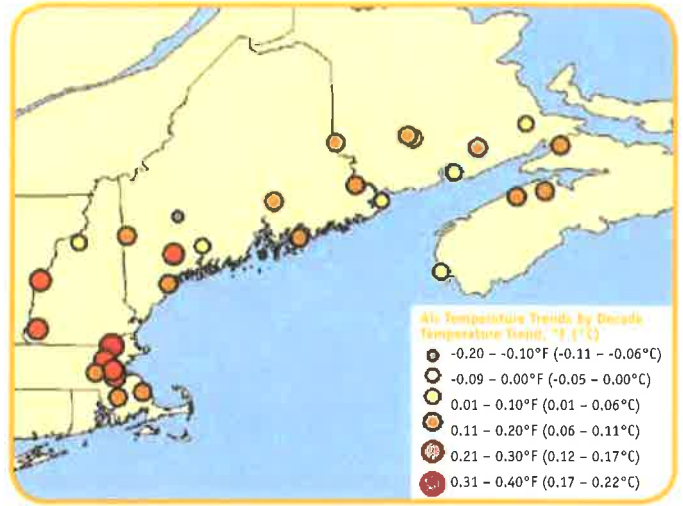 Air Temperature Trends by Decade
Temperature Trend, °F (°C)
-0.20 – -0.10°F (-0.11 – -0.06°C)
-0.09 – 0.00°F (-0.05 – 0.00°C)
0.01 – 0.10°F (0.01 – 0.06°C)
0.11 – 0.20°F (0.06 – 0.11°C)
0.21 – 0.30°F (0.12 – 0.17°C)
0.31 – 0.40°F (0.17 – 0.22°C)